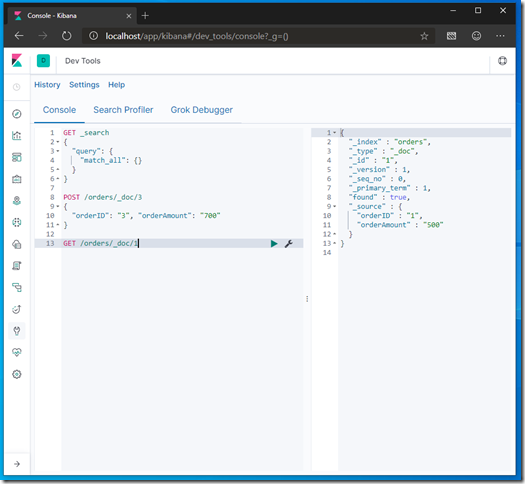 Console - Kibana
localhost/app/kibana#/dev_tools/console?_g=()
D
Dev Tools
History Settings Help
Console Search Profiler Grok Debugger
1 GET _search
2 {
3 "query": {
4 "match_all": {}
5 }
6 }
7
8 POST /orders/_doc/3
9 {
10 "orderID": "3", "orderAmount": "700"
11 }
12
13 GET /orders/_doc/1
1 {
2 "_index" : "orders",
3 "_type" : "_doc",
4 "_id" : "1",
5 "_version" : 1,
6 "_seq_no" : 0,
7 "_primary_term" : 1,
8 "found" : true,
9 "_source" : {
10 "orderID" : "1",
11 "orderAmount" : "500"
12 }
13 }
14